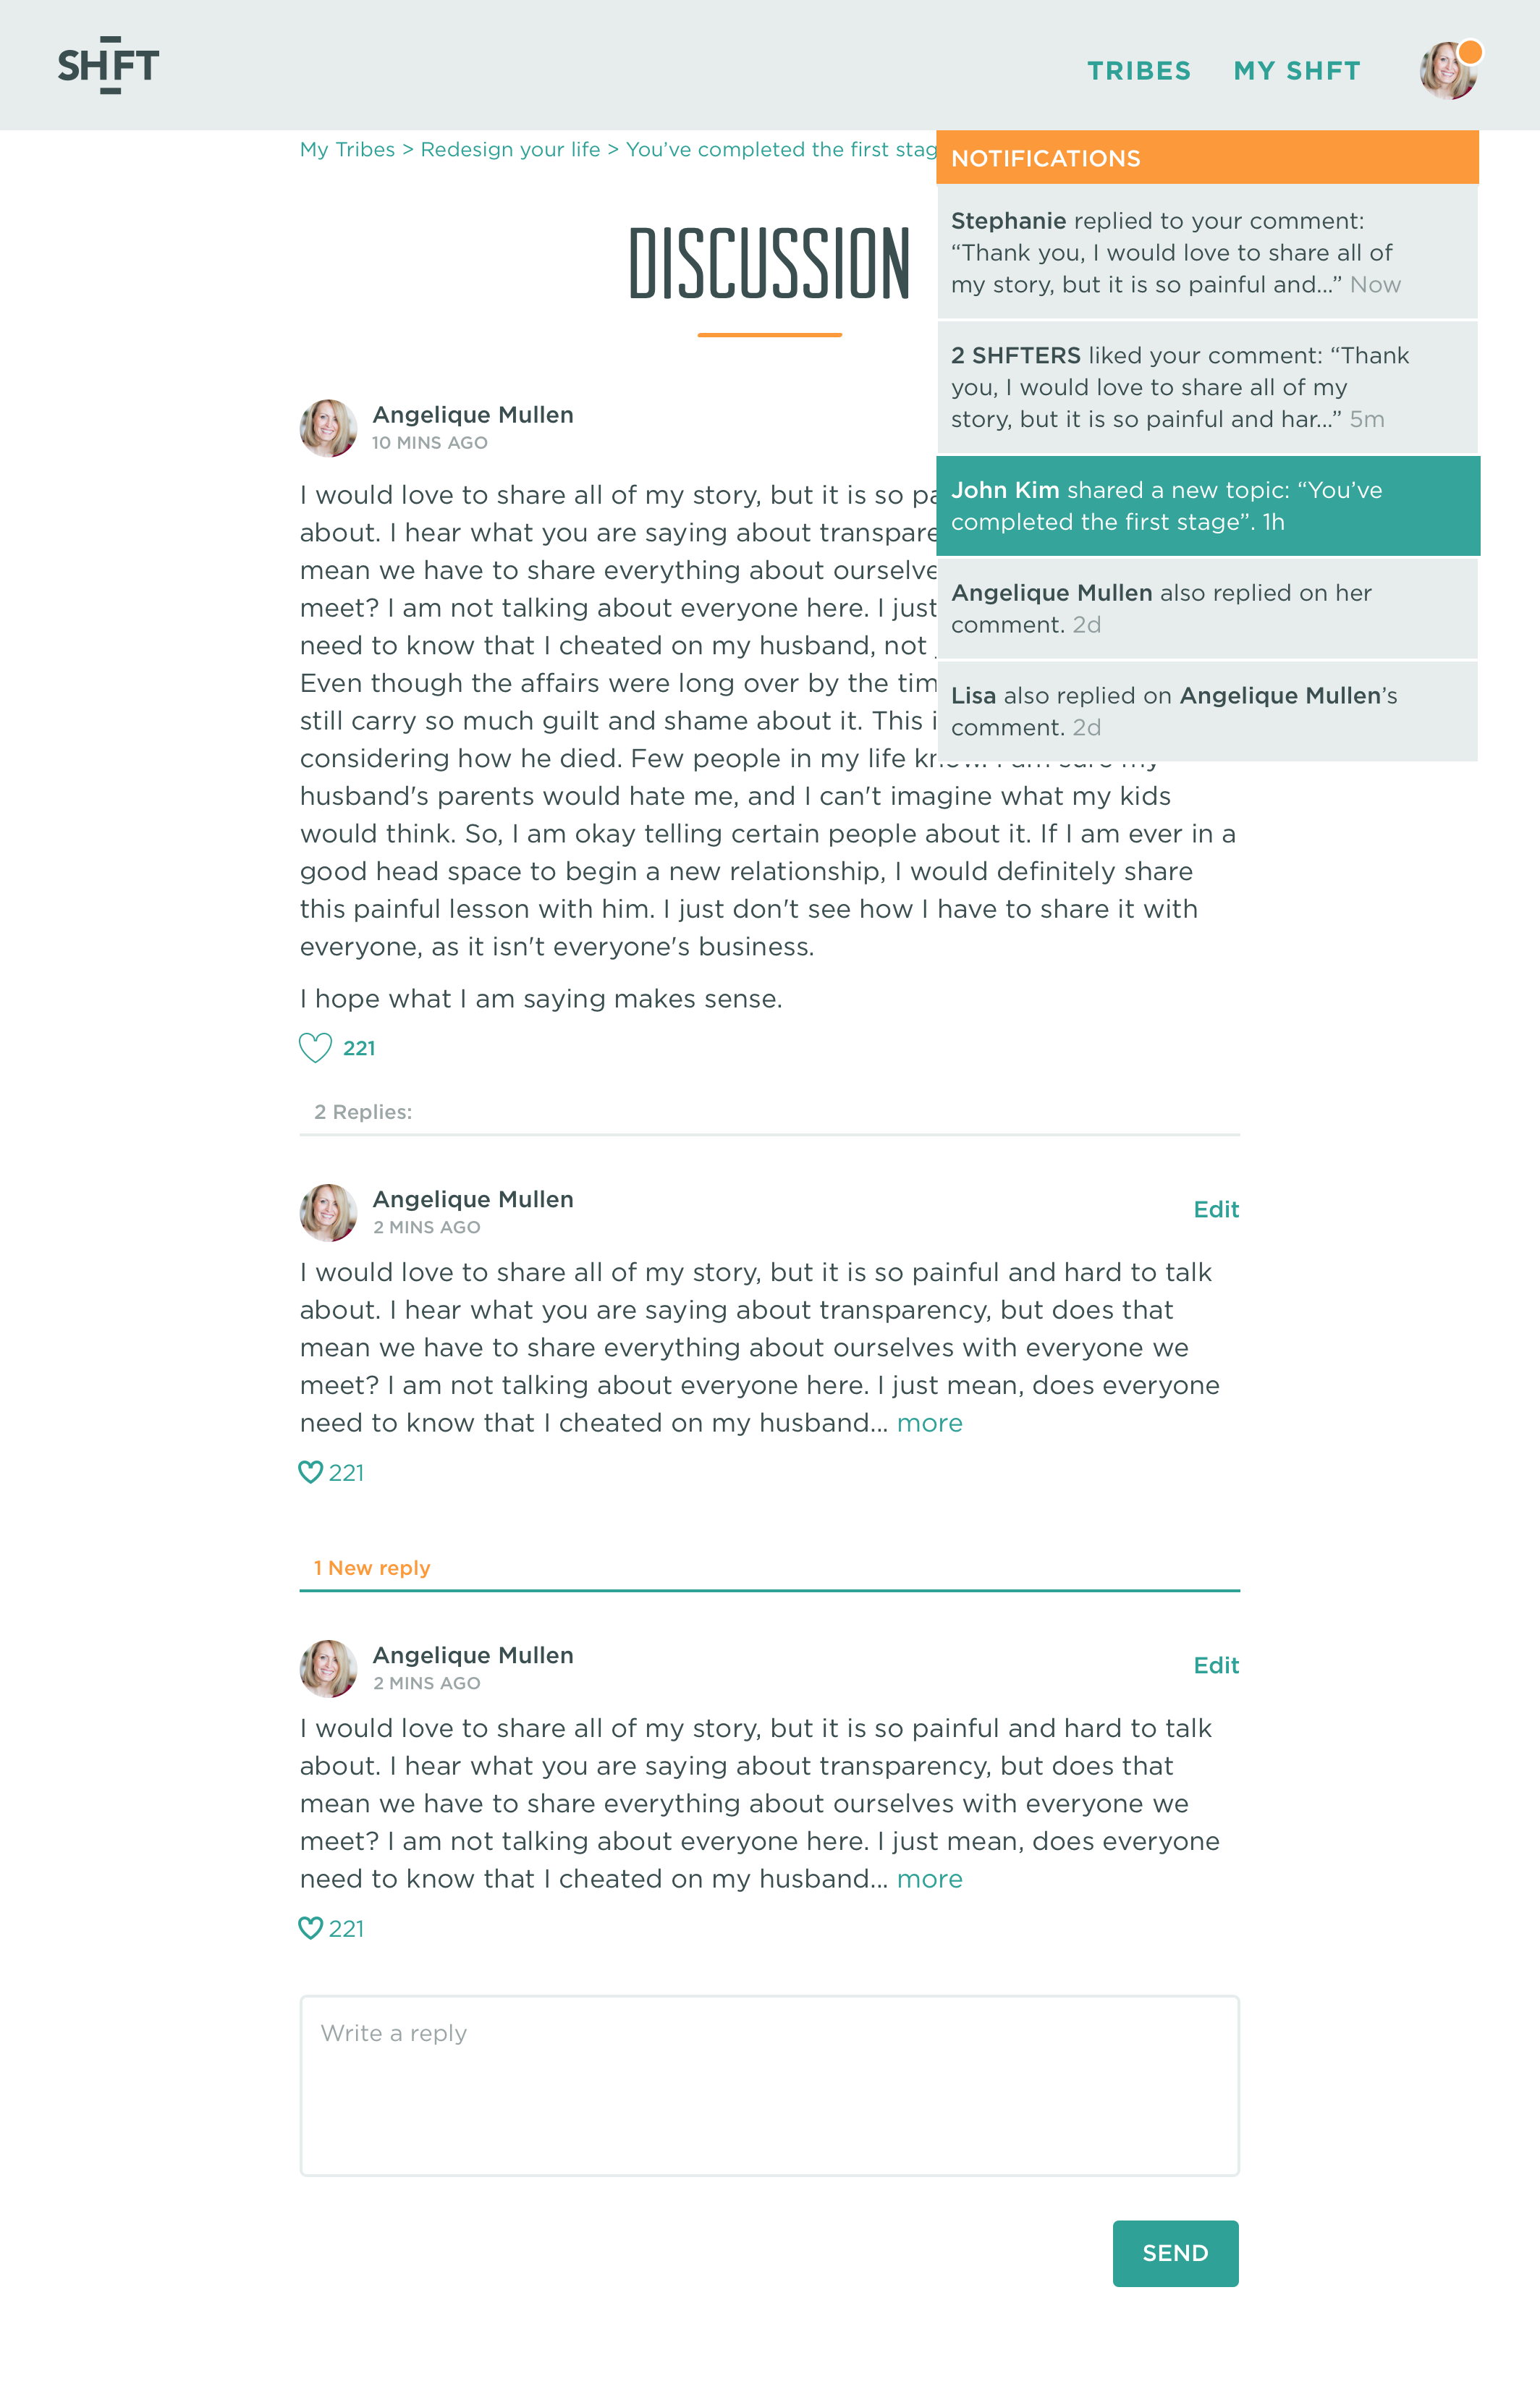 SHFT
TRIBES
MY SHFT
My Tribes > Redesign your life > You’ve completed the first stag
NOTIFICATIONS
Stephanie replied to your comment:
“Thank you, I would love to share all of
my story, but it is so painful and...” Now
2 SHFTERS liked your comment: “Thank
you, I would love to share all of my
story, but it is so painful and har...” 5m
John Kim shared a new topic: “You’ve
completed the first stage”. 1h
Angelique Mullen also replied on her
comment. 2d
Lisa also replied on Angelique Mullen’s
comment. 2d
DISCUSSION
Angelique Mullen
10 MINS AGO
I would love to share all of my story, but it is so
about. I hear what you are saying about
mean we have to share everything about
meet? I am not talking about everyone here. I just
need to know that I cheated on my husband, not
Even though the affairs were long over by the
still carry so much guilt and shame about it. This
considering how he died. Few people in my life
husband's parents would hate me, and I can't imagine what my kids
would think. So, I am okay telling certain people about it. If I am ever in a
good head space to begin a new relationship, I would definitely share
this painful lesson with him. I just don't see how I have to share it with
everyone, as it isn't everyone's business.
I hope what I am saying makes sense.
221
2 Replies:
Angelique Mullen
2 MINS AGO
Edit
I would love to share all of my story, but it is so painful and hard to talk
about. I hear what you are saying about transparency, but does that
mean we have to share everything about ourselves with everyone we
meet? I am not talking about everyone here. I just mean, does everyone
need to know that I cheated on my husband... more
221
1 New reply
Angelique Mullen
2 MINS AGO
Edit
I would love to share all of my story, but it is so painful and hard to talk
about. I hear what you are saying about transparency, but does that
mean we have to share everything about ourselves with everyone we
meet? I am not talking about everyone here. I just mean, does everyone
need to know that I cheated on my husband... more
221
Write a reply
SEND